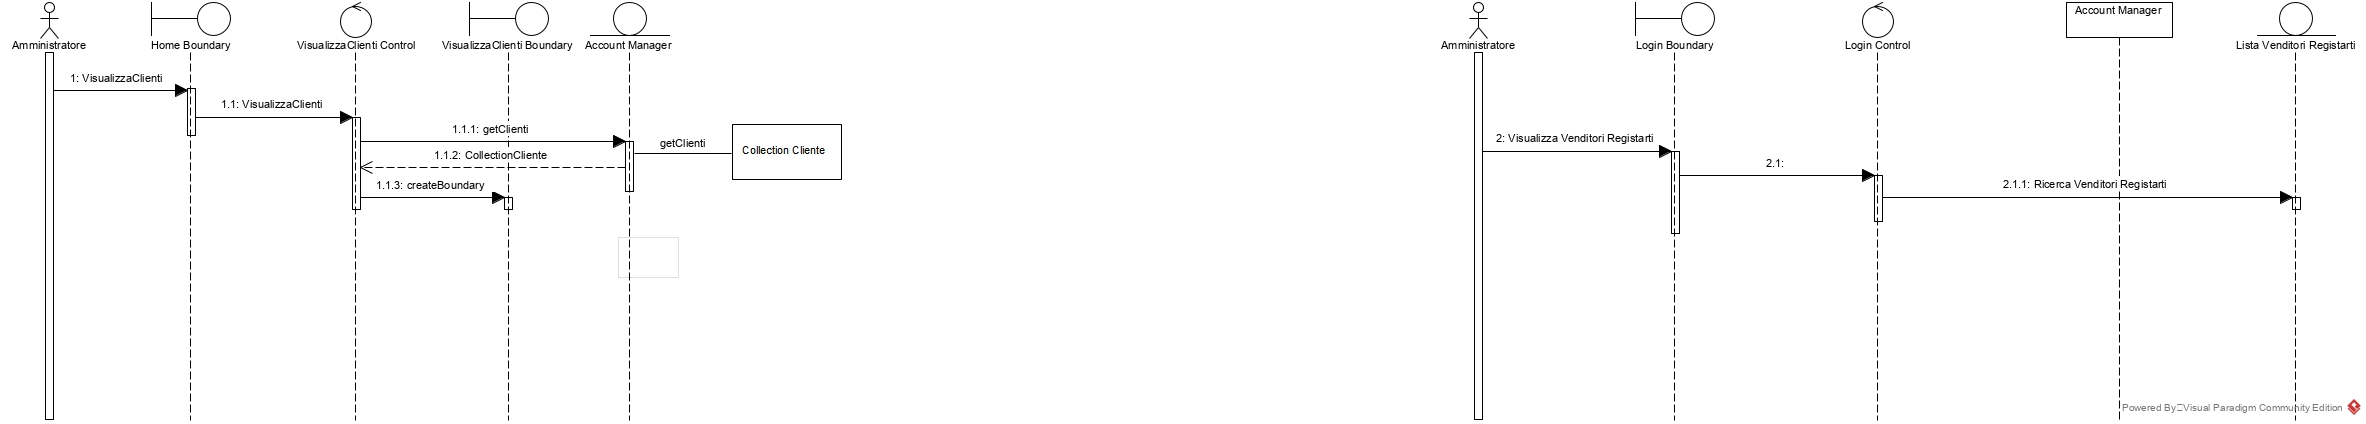 Amministratore
Home Boundary
VisualizzaClienti Control
VisualizzaClienti Boundary
Account Manager
1: VisualizzaClienti
1.1: VisualizzaClienti
1.1.1: getClienti
getClienti
Collection Cliente
1.1.2: CollectionCliente
1.1.3: createBoundary
Amministratore
Login Boundary
Login Control
Account Manager
Lista Venditori Registarti
2: Visualizza Venditori Registarti
2.1:
2.1.1: Ricerca Venditori Registarti
Powered By Visual Paradigm Community Edition